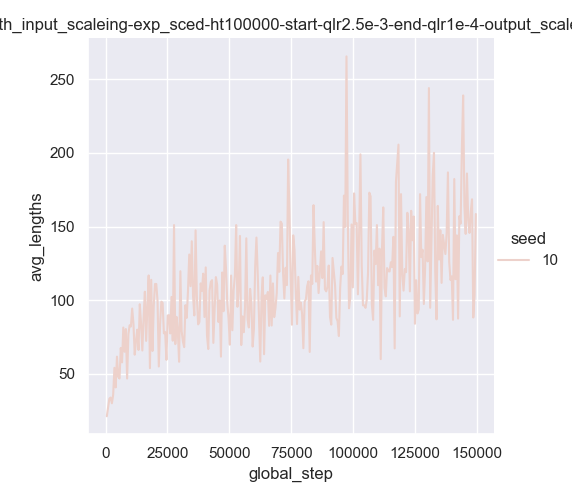 th_input_scaleing-exp_sced-ht100000-start-qlr2.5e-3-end-qlr1e-4-output_scale
250
200
150
100
50
avg_lengths
0 25000 50000 75000 100000 125000 150000
global_step
seed
10